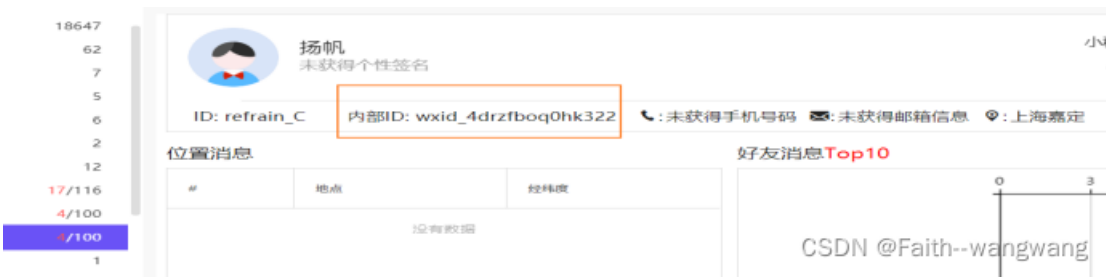 18647
62
7
5
6
2
12
17/116
4/100
4/100
1
扬帆
未获得个性签名
ID: refrain_C 内部ID: wxid_4drzfboq0hk322 :未获得手机号码 :未获得邮箱信息 :上海嘉定
位置消息
# 地点 经纬度
没有数据
好友消息Top10
0 3
CSDN @Faith--wangwang